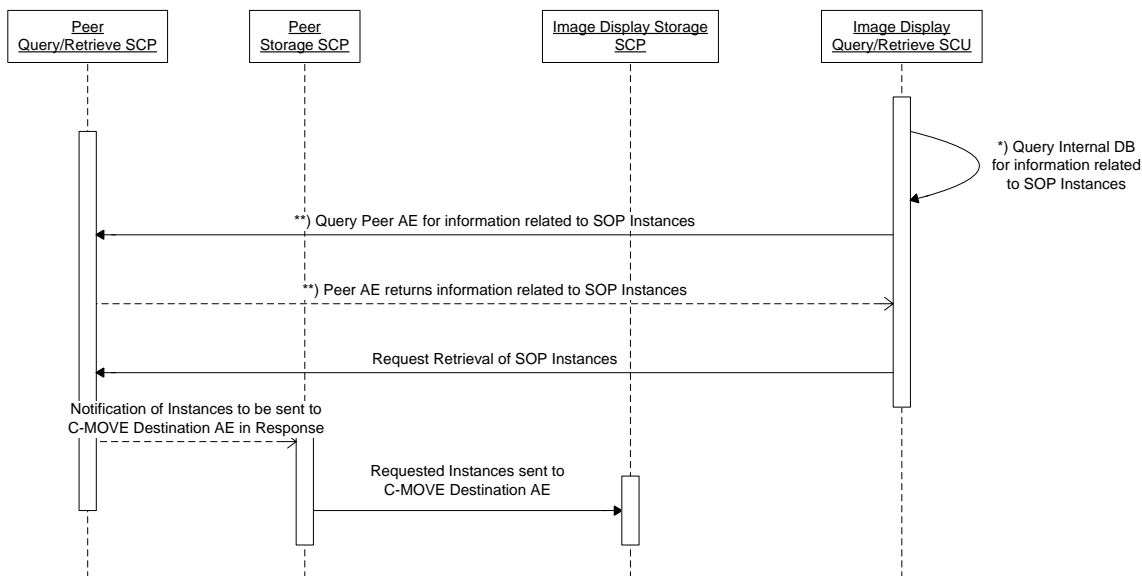 Peer
Query/Retrieve SCP
Peer
Storage SCP
Image Display Storage
SCP
Image Display
Query/Retrieve SCU
*) Query Internal DB
for information related
to SOP Instances
**) Query Peer AE for information related to SOP Instances
**) Peer AE returns information related to SOP Instances
Request Retrieval of SOP Instances
Notification of Instances to be sent to
C-MOVE Destination AE in Response
Requested Instances sent to
C-MOVE Destination AE